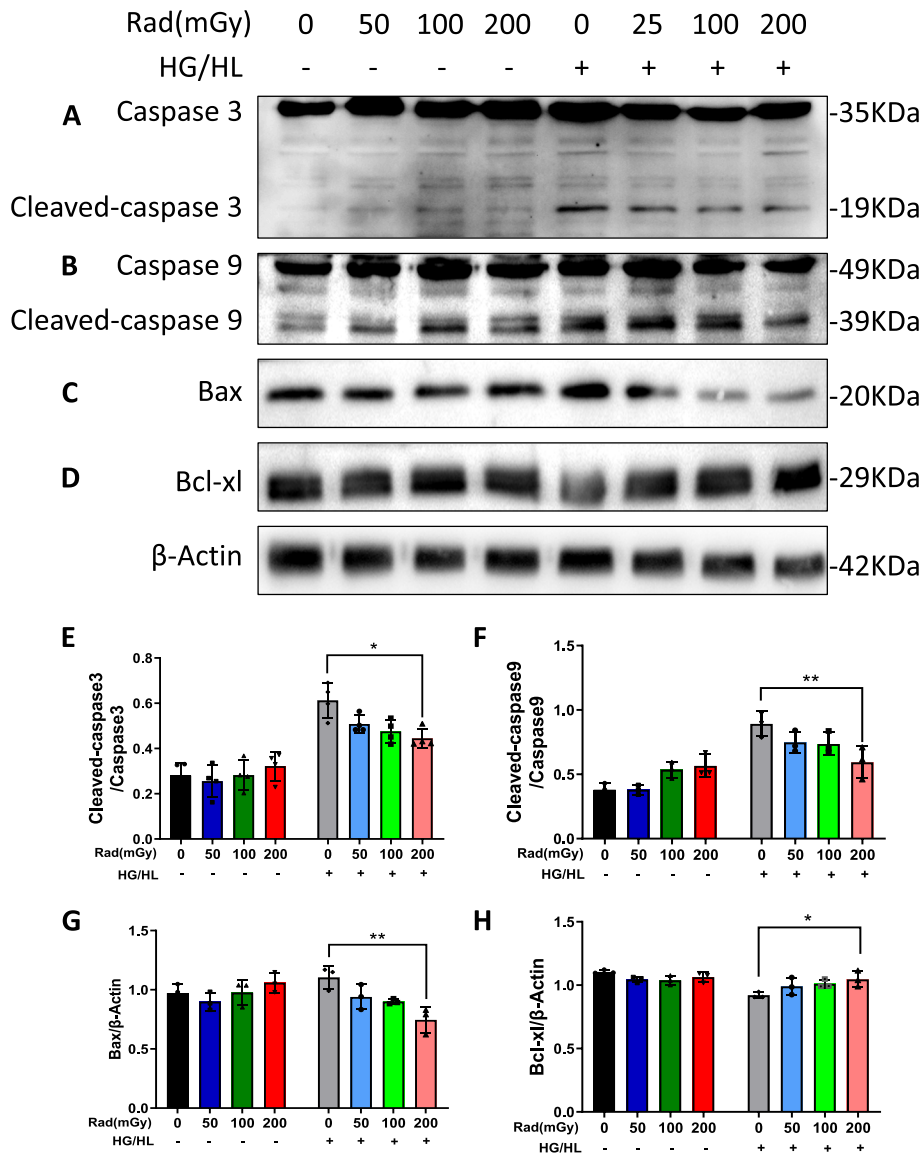 Rad(mGy) 0 50 100 200 0 25 100 200
HG/HL - - - - + + + +
A Caspase 3 -35KDa
Cleaved-caspase 3 -19KDa
B Caspase 9 -49KDa
Cleaved-caspase 9 -39KDa
C Bax -20KDa
D Bcl-xl -29KDa
β-Actin -42KDa
E
Cleaved-caspase3
/Caspase3
0.8
0.6
0.4
0.2
0.0
*
Rad(mGy) 0 50 100 200 0 50 100 200
HG/HL - - - - + + + +
F
Cleaved-caspase9
/Caspase9
1.5
1.0
0.5
0.0
**
Rad(mGy) 0 50 100 200 0 50 100 200
HG/HL - - - - + + + +
G
Bax/β-Actin
1.5
1.0
0.5
0.0
**
Rad(mGy) 0 50 100 200 0 50 100 200
HG/HL - - - - + + + +
H
Bcl-xl/β-Actin
1.5
1.0
0.5
0.0
*
Rad(mGy) 0 50 100 200 0 50 100 200
HG/HL - - - - + + + +